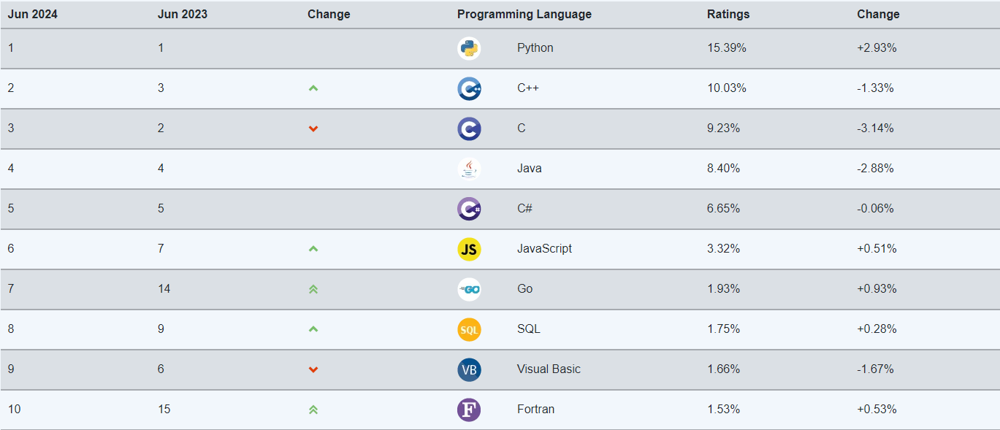 Jun 2024 Jun 2023 Change Programming Language Ratings Change
1 1 Python 15.39% +2.93%
2 3 C++ 10.03% -1.33%
3 2 C 9.23% -3.14%
4 4 Java 8.40% -2.88%
5 5 C# 6.65% -0.06%
6 7 JS JavaScript 3.32% +0.51%
7 14 GO Go 1.93% +0.93%
8 9 SQL SQL 1.75% +0.28%
9 6 VB Visual Basic 1.66% -1.67%
10 15 F Fortran 1.53% +0.53%